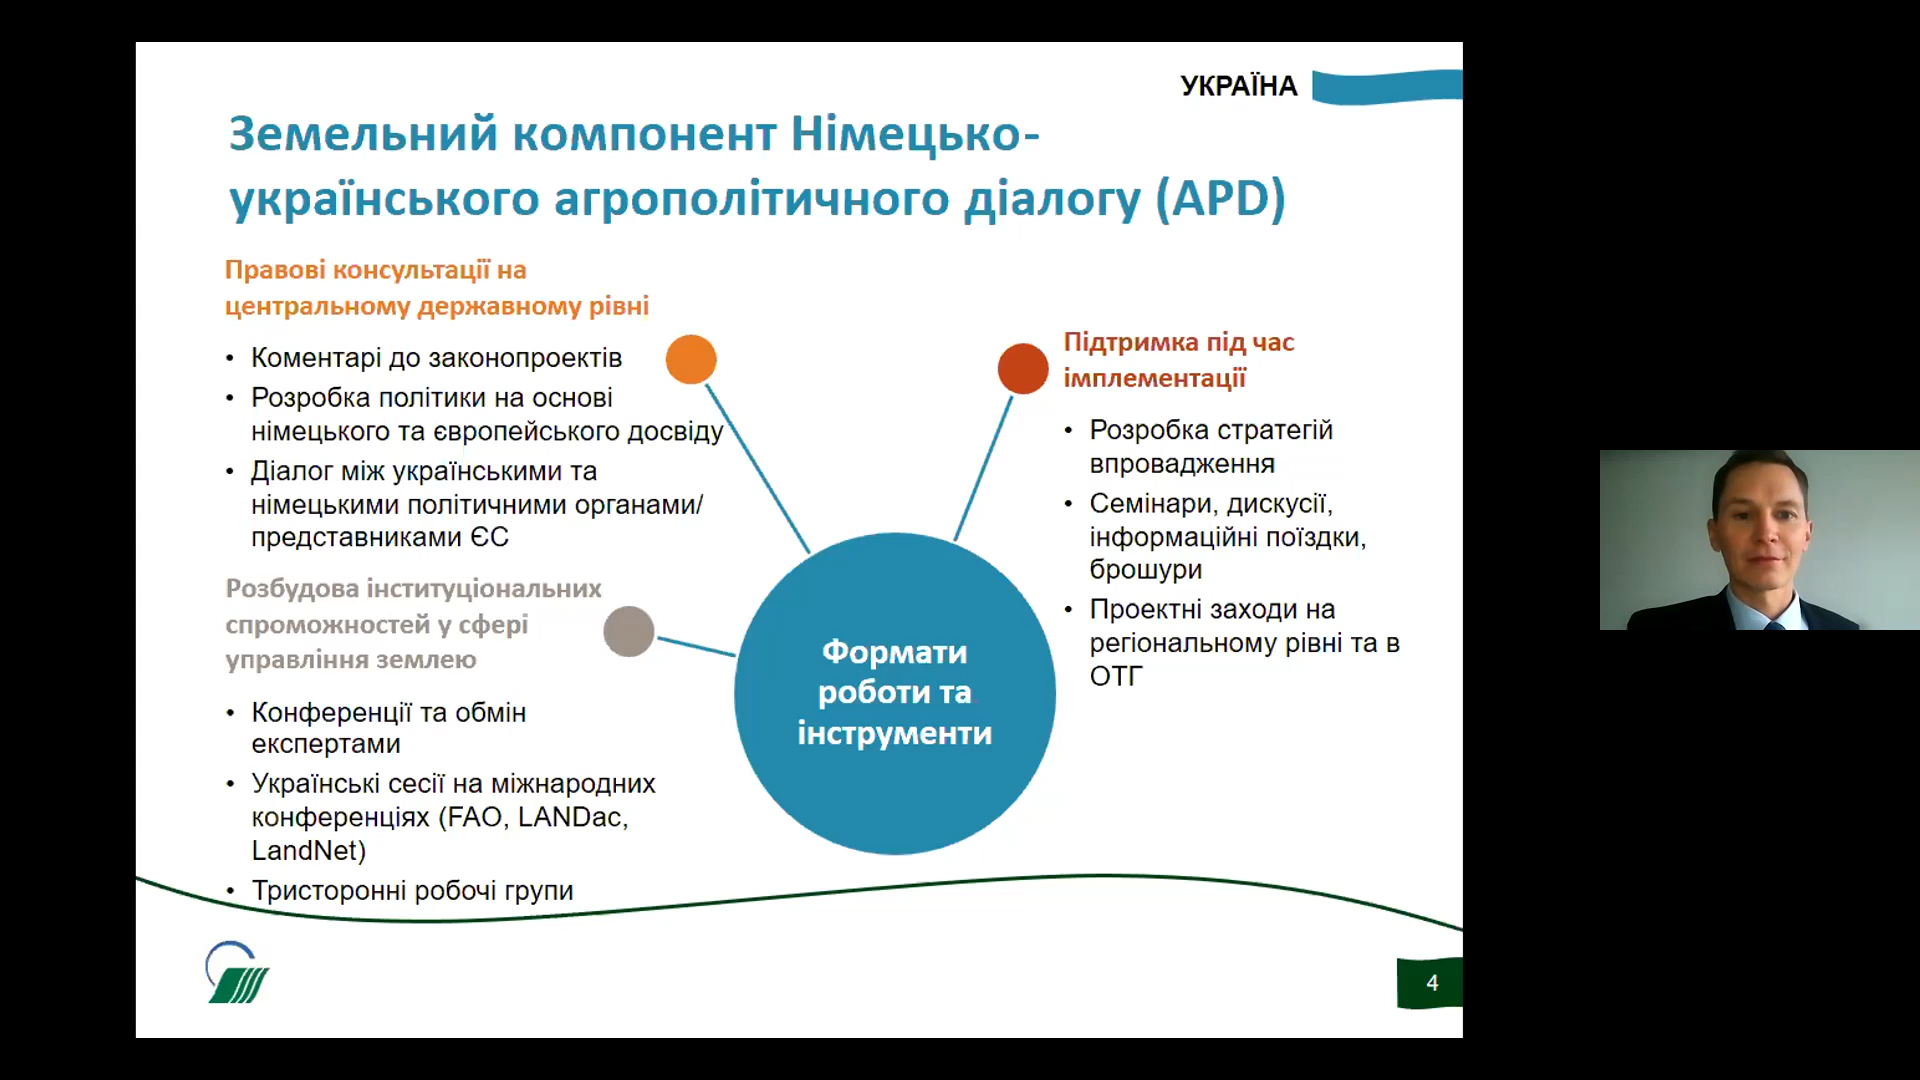 УКРАЇНА
Земельний компонент Німецько-
українського агрополітичного діалогу (APD)
Правові консультації на
центральному державному рівні
• Коментарі до законопроектів
• Розробка політики на основі
німецького та європейського досвіду
• Діалог між українськими та
німецькими політичними органами/
представниками ЄС
Розбудова інституціональних
спроможностей у сфері
управління землею
• Конференції та обмін
експертами
• Українські сесії на міжнародних
конференціях (FAO, LANDac,
LandNet)
• Тристоронні робочі групи
Формати
роботи та
інструменти
Підтримка під час
імплементації
• Розробка стратегій
впровадження
• Семінари, дискусії,
інформаційні поїздки,
брошури
• Проектні заходи на
регіональному рівні та в
ОТГ
4